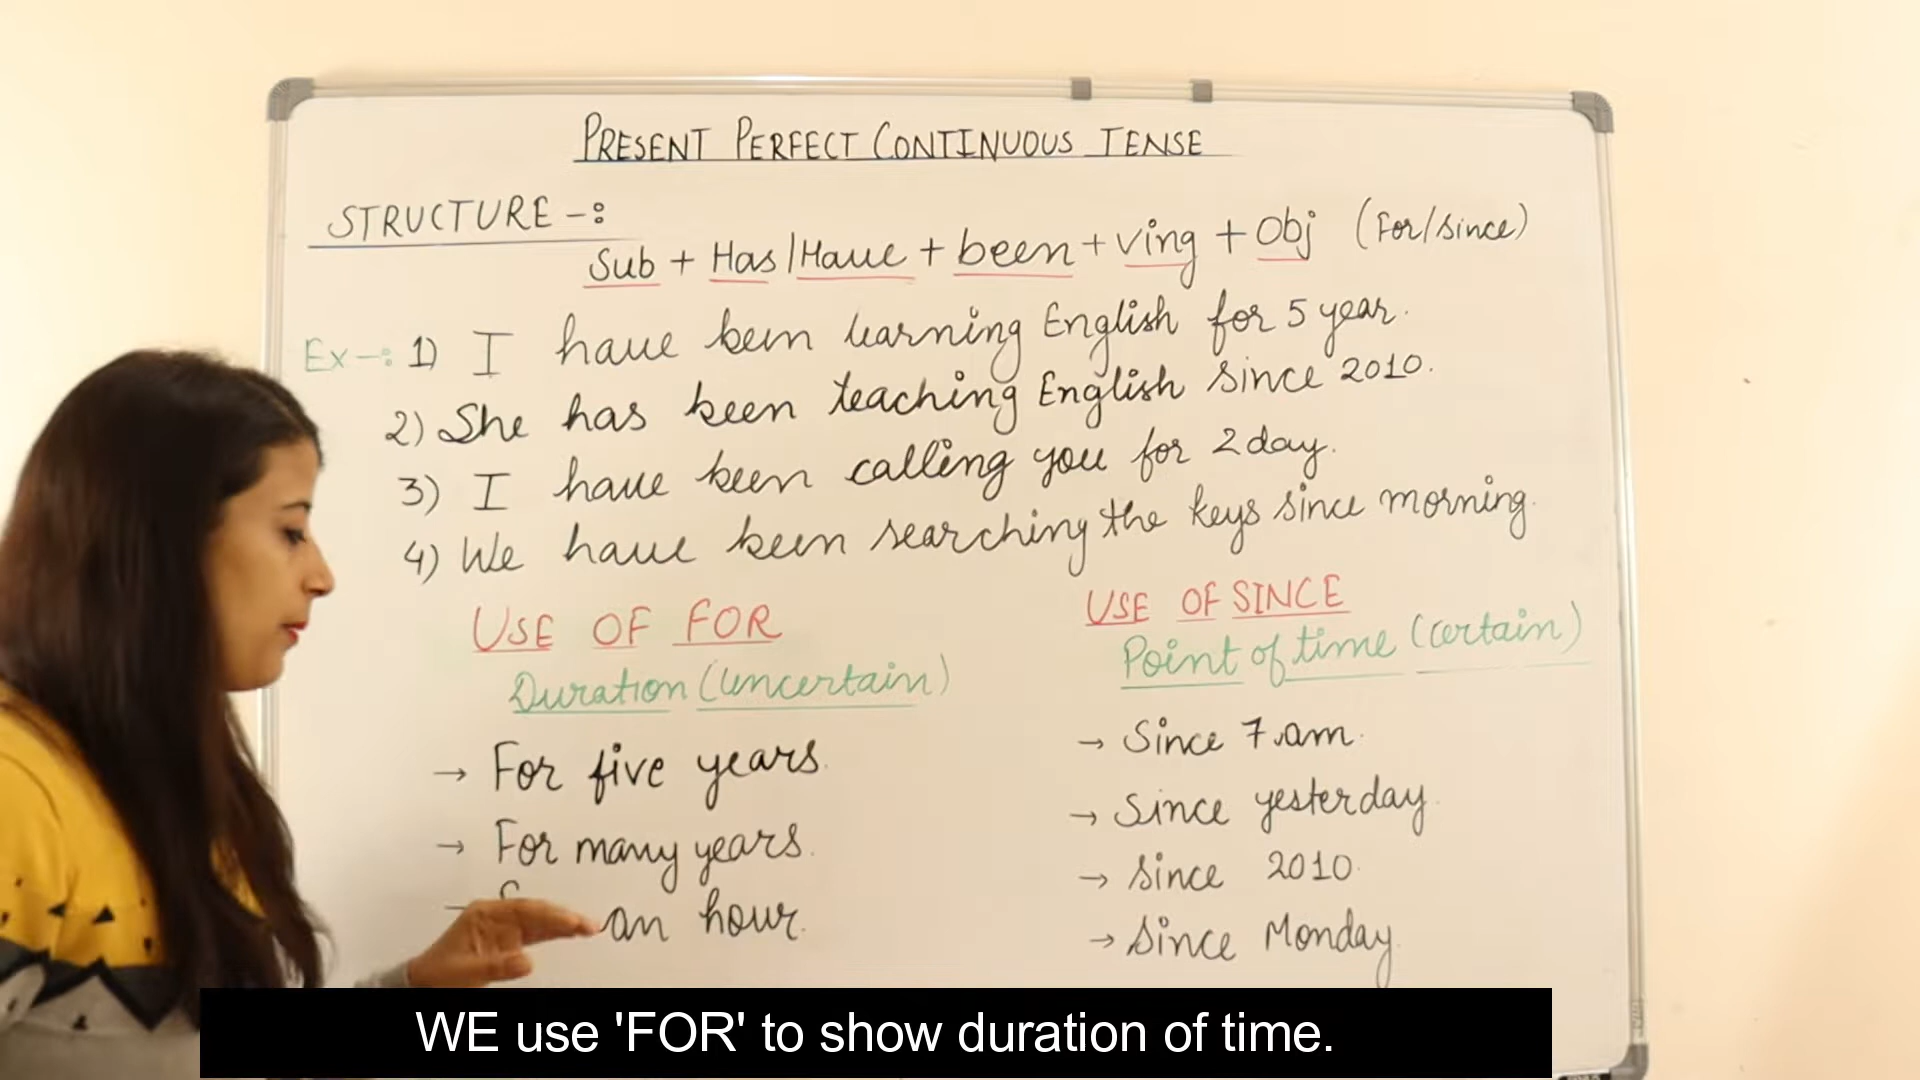 PRESENT PERFECT CONTINUOUS TENSE
STRUCTURE -:
Sub + Has/Have + been + Ving + Obj (For/since)
Ex-: 1) I have been learning English for 5 year.
2) She has been teaching English since 2010.
3) I have been calling you for 2 day.
4) We have been searching the keys since morning.
USE OF FOR
Duration (uncertain)
→ For five years.
→ For many years.
an hour.
USE OF SINCE
Point of time (certain)
→ Since 7.am.
→ Since yesterday.
→ since 2010.
→ since Monday.
WE use 'FOR' to show duration of time.